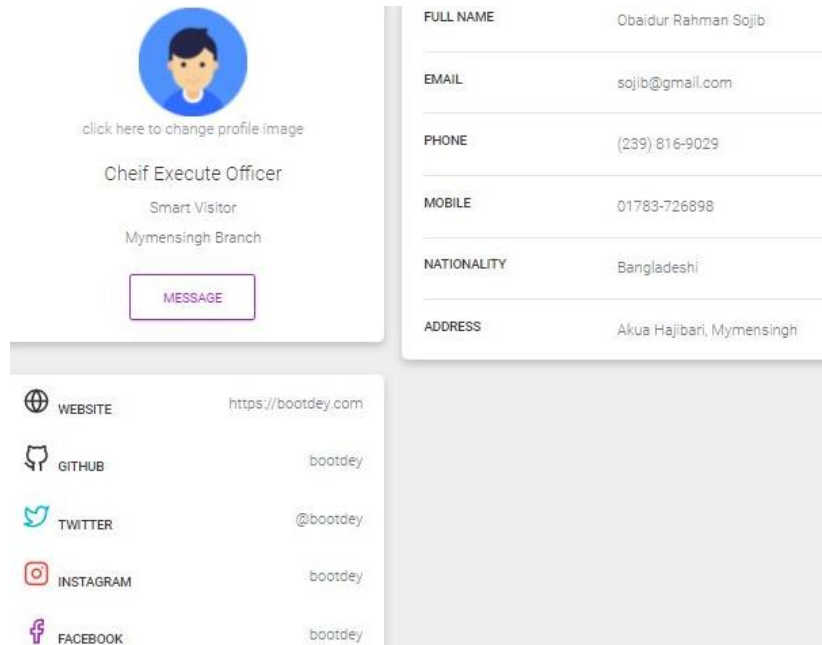 click here to change profile image
Cheif Execute Officer
Smart Visitor
Mymensingh Branch
MESSAGE
FULL NAME Obaidur Rahman Sojib
EMAIL sojib@gmail.com
PHONE (239) 816-9029
MOBILE 01783-726898
NATIONALITY Bangladeshi
ADDRESS Akua Hajibari, Mymensingh
WEBSITE https://bootdey.com
GITHUB bootdey
TWITTER @bootdey
INSTAGRAM bootdey
FACEBOOK bootdey